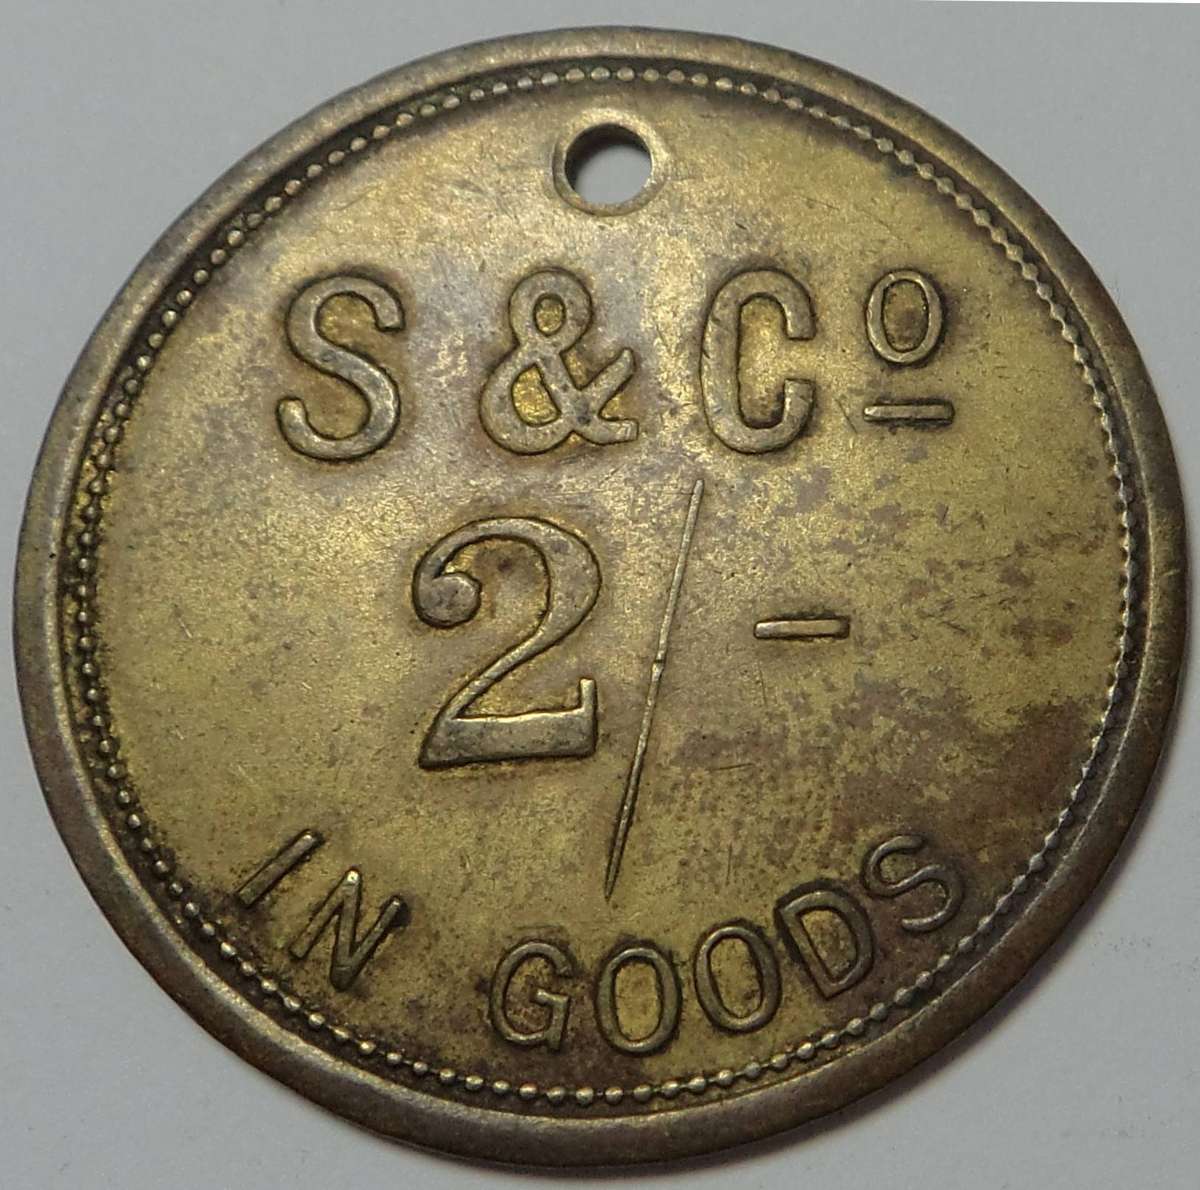 S & Cº
2/-
IN GOODS